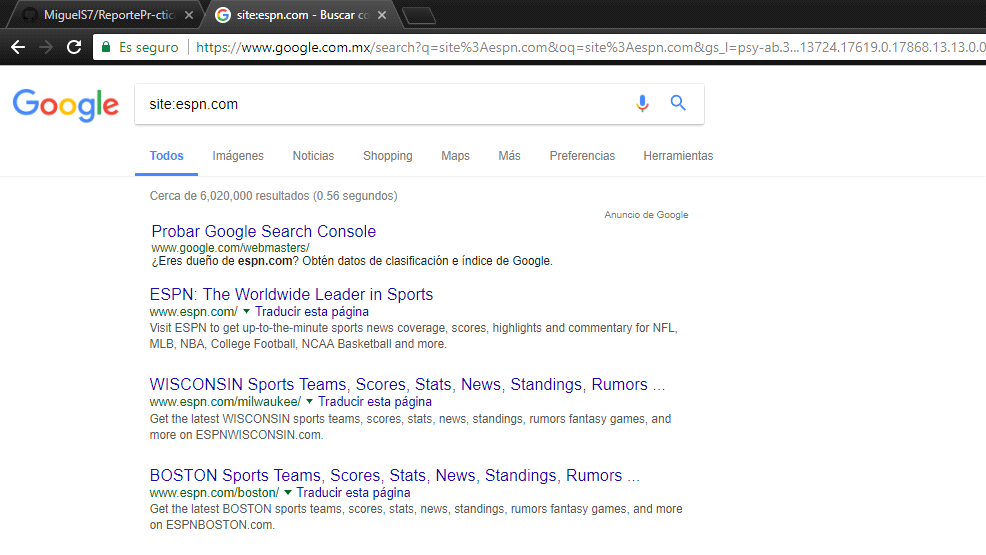 MiguelS7/ReportePr-ctic
site:espn.com - Buscar co
Es seguro
https://www.google.com.mx/search?q=site%3Aespn.com&oq=site%3Aespn.com&gs_l=psy-ab.3...13724.17619.0.17868.13.13.0.0
Google
site:espn.com
Todos Imágenes Noticias Shopping Maps Más Preferencias Herramientas
Cerca de 6,020,000 resultados (0.56 segundos)
Anuncio de Google
Probar Google Search Console
www.google.com/webmasters/
¿Eres dueño de espn.com? Obtén datos de clasificación e índice de Google.
ESPN: The Worldwide Leader in Sports
www.espn.com/ Traducir esta página
Visit ESPN to get up-to-the-minute sports news coverage, scores, highlights and commentary for NFL,
MLB, NBA, College Football, NCAA Basketball and more.
WISCONSIN Sports Teams, Scores, Stats, News, Standings, Rumors ...
www.espn.com/milwaukee/ Traducir esta página
Get the latest WISCONSIN sports teams, scores, stats, news, standings, rumors fantasy games, and
more on ESPNWISCONSIN.com.
BOSTON Sports Teams, Scores, Stats, News, Standings, Rumors ...
www.espn.com/boston/ Traducir esta página
Get the latest BOSTON sports teams, scores, stats, news, standings, rumors fantasy games, and more
on ESPNBOSTON.com.